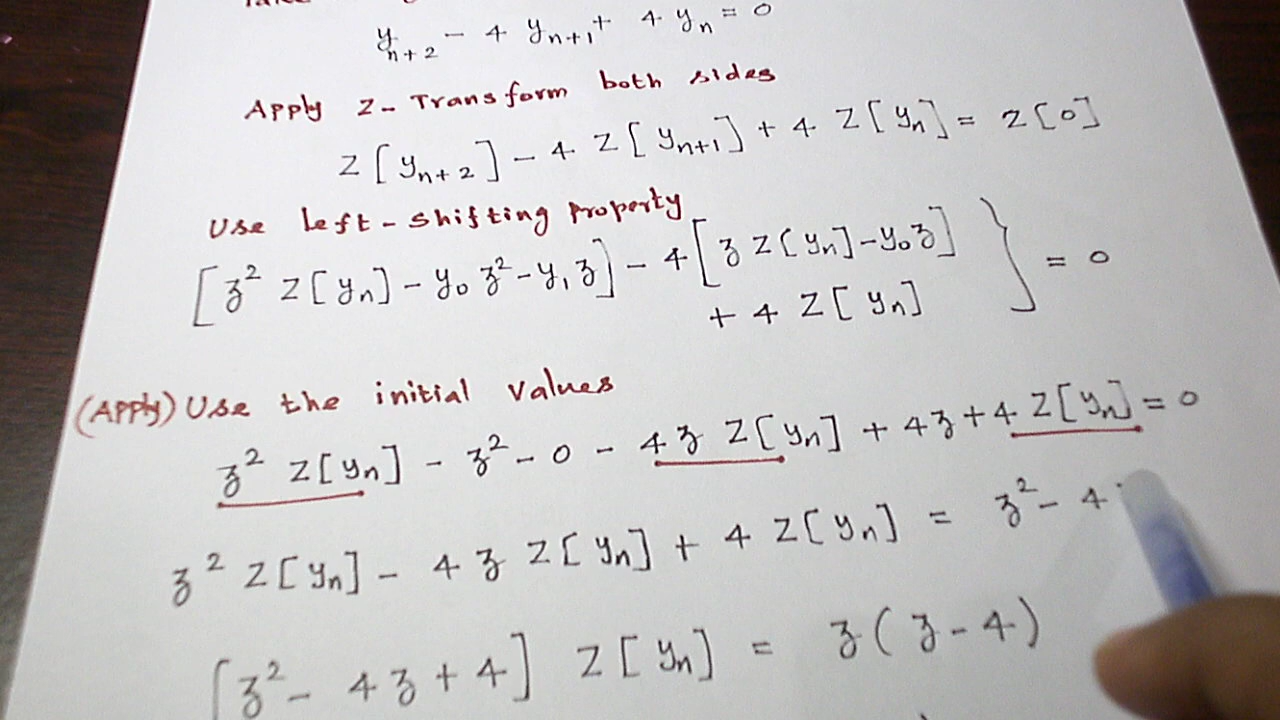 y_{n+2} - 4 y_{n+1} + 4 y_n = 0
Apply Z-Transform both sides
Z[y_{n+2}] - 4 Z[y_{n+1}] + 4 Z[y_n] = Z[0]
Use left-shifting Property
[z² Z[y_n] - y₀ z² - y₁ z] - 4 [z Z[y_n] - y₀ z]
+ 4 Z[y_n] } = 0
(Apply) Use the initial values
z² Z[y_n] - z² - 0 - 4z Z[y_n] + 4z + 4 Z[y_n] = 0
z² Z[y_n] - 4z Z[y_n] + 4 Z[y_n] = z² - 4
[z² - 4z + 4] Z[y_n] = z(z - 4)